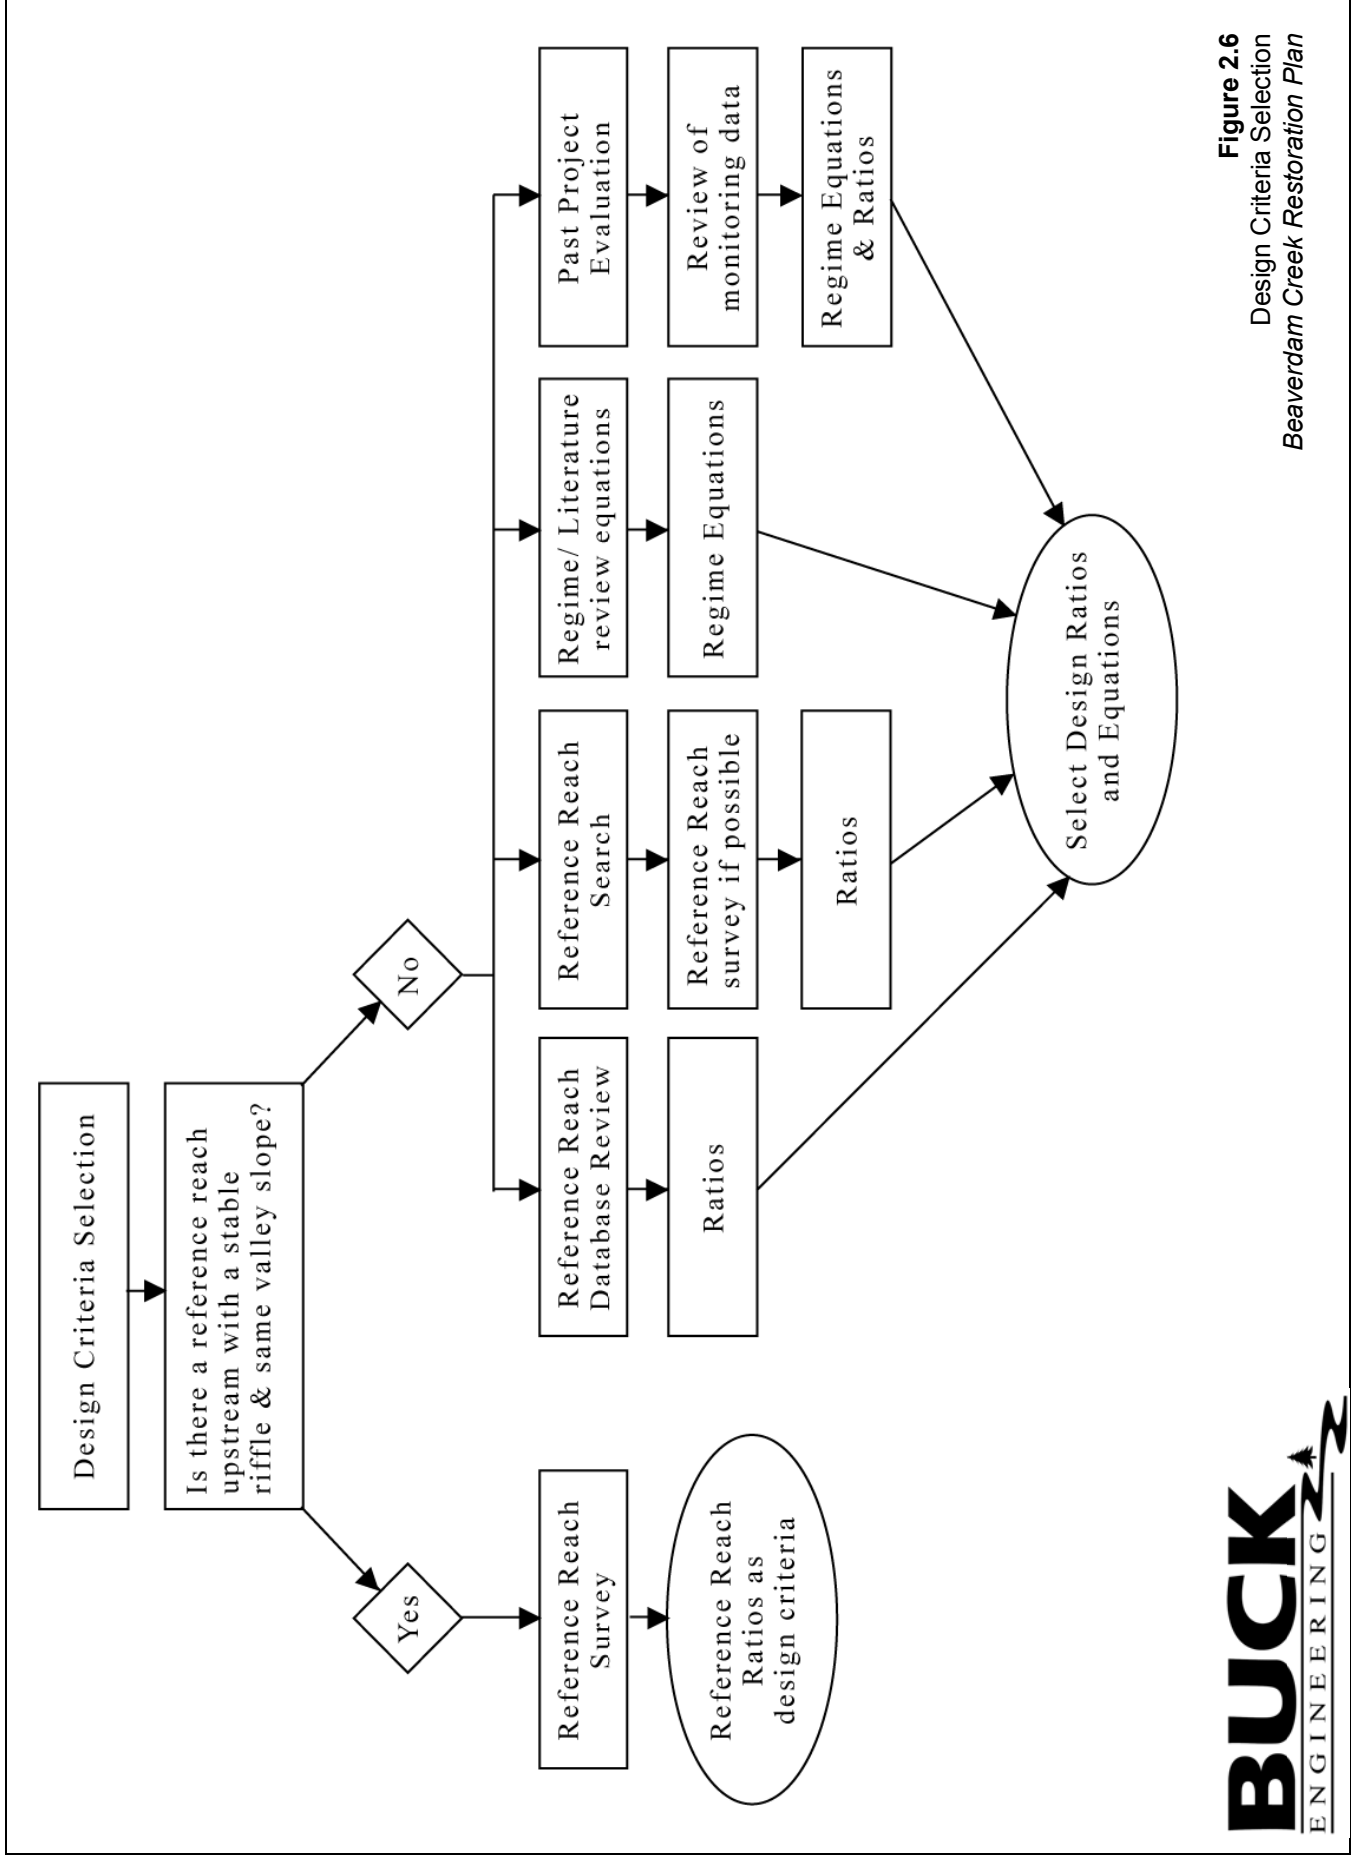 Design Criteria Selection
Is there a reference reach
upstream with a stable
riffle & same valley slope?
Yes
No
Reference Reach
Survey
Reference Reach
Ratios as
design criteria
Reference Reach
Database Review
Ratios
Reference Reach
Search
Reference Reach
survey if possible
Ratios
Regime/ Literature
review equations
Regime Equations
Past Project
Evaluation
Review of
monitoring data
Regime Equations
& Ratios
Select Design Ratios
and Equations
BUCK
ENGINEERING
Figure 2.6
Design Criteria Selection
Beaverdam Creek Restoration Plan